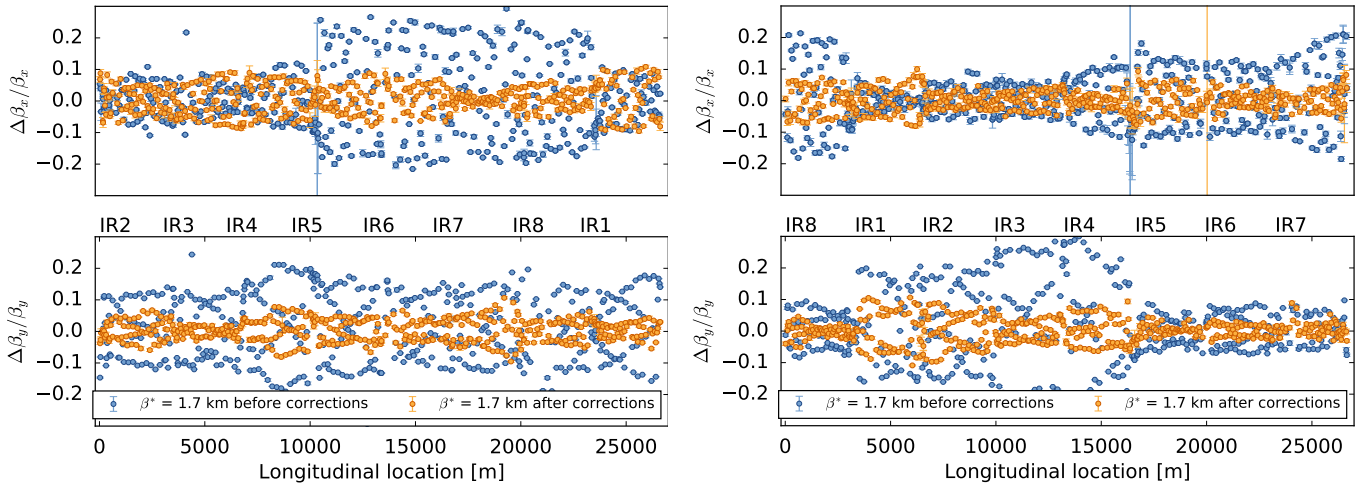 0.2
0.1
0.0
−0.1
−0.2
Δβx/βx
IR2 IR3 IR4 IR5 IR6 IR7 IR8 IR1
0.2
0.1
0.0
−0.1
−0.2
Δβy/βy
β* = 1.7 km before corrections β* = 1.7 km after corrections
0 5000 10000 15000 20000 25000
Longitudinal location [m]
0.2
0.1
0.0
−0.1
−0.2
Δβx/βx
IR8 IR1 IR2 IR3 IR4 IR5 IR6 IR7
0.2
0.1
0.0
−0.1
−0.2
Δβy/βy
β* = 1.7 km before corrections β* = 1.7 km after corrections
0 5000 10000 15000 20000 25000
Longitudinal location [m]